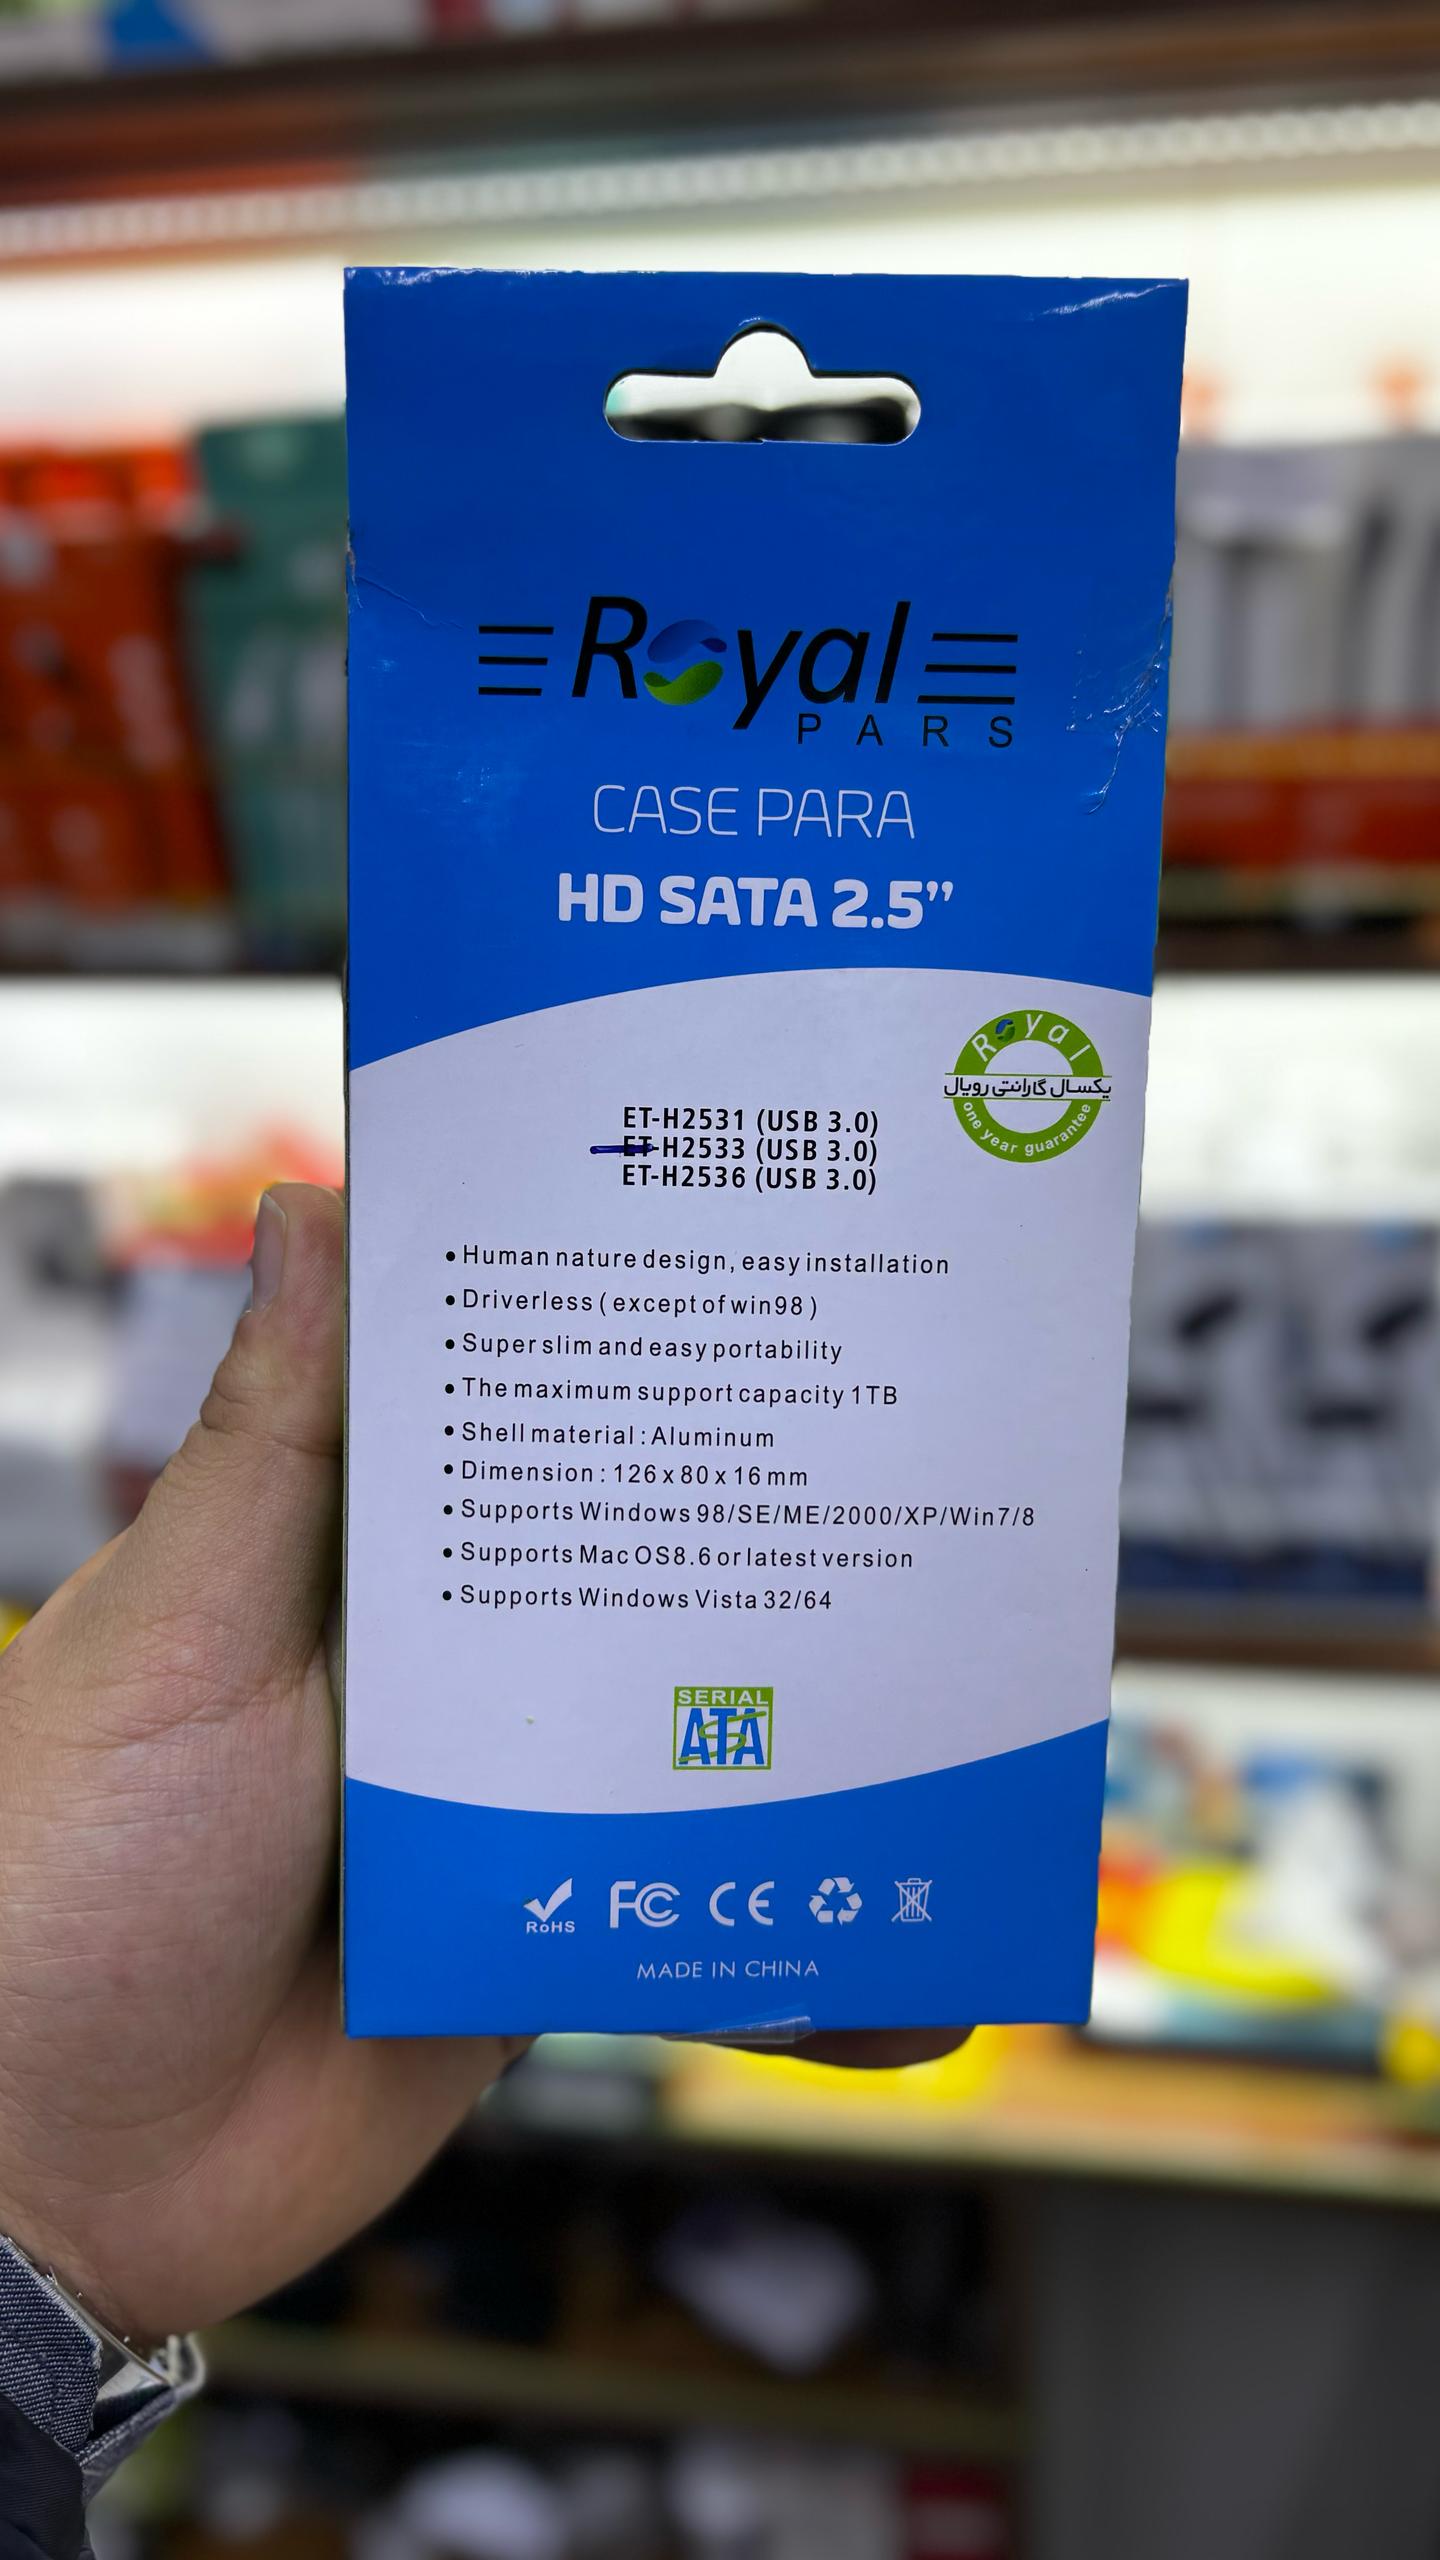 Royal
PARS
CASE PARA
HD SATA 2.5”
Royal
یکسال گارانتی رویال
one year guarantee
ET-H2531 (USB 3.0)
ET-H2533 (USB 3.0)
ET-H2536 (USB 3.0)
• Human nature design, easy installation
• Driverless ( except of win98 )
• Super slim and easy portability
• The maximum support capacity 1TB
• Shell material : Aluminum
• Dimension : 126 x 80 x 16 mm
• Supports Windows 98/SE/ME/2000/XP/Win7/8
• Supports Mac OS8.6 or latest version
• Supports Windows Vista 32/64
SERIAL
ATA
RoHS FC CE
MADE IN CHINA